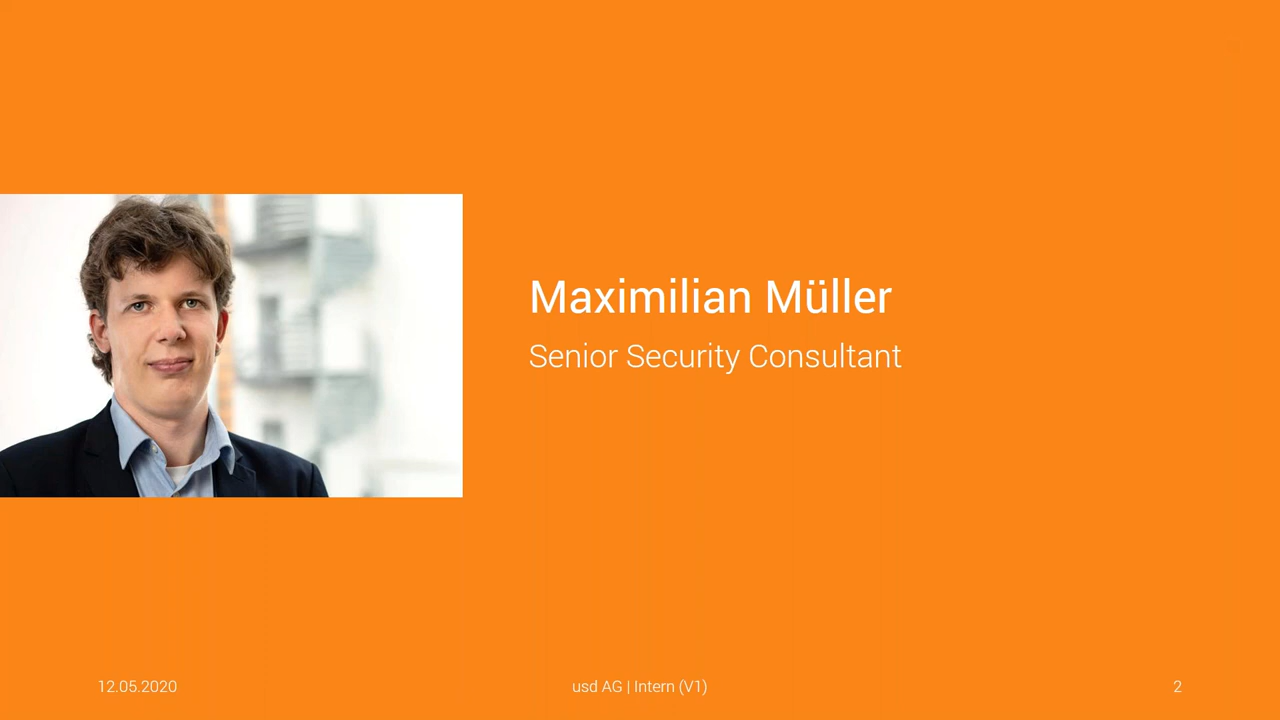 Maximilian Müller
Senior Security Consultant
12.05.2020
usd AG | Intern (V1)
2